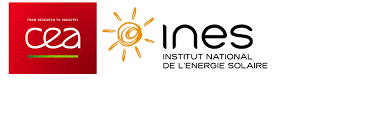 FROM RESEARCH TO INDUSTRY
cea
ines
INSTITUT NATIONAL
DE L'ENERGIE SOLAIRE